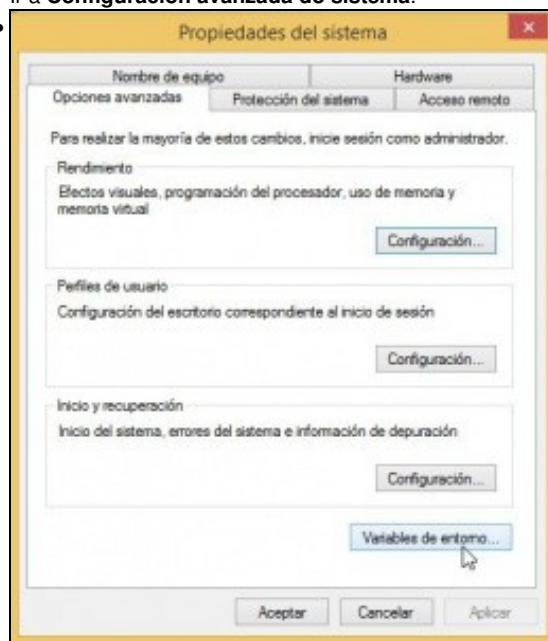 ir a Configuración avanzada de sistema.
Propiedades del sistema
Nombre de equipo Hardware
Opciones avanzadas Protección del sistema Acceso remoto
Para realizar la mayoría de estos cambios, inicie sesión como administrador.
Rendimiento
Efectos visuales, programación del procesador, uso de memoria y
memoria virtual
Configuración...
Perfiles de usuario
Configuración del escritorio correspondiente al inicio de sesión
Configuración...
Inicio y recuperación
Inicio del sistema, errores del sistema e información de depuración
Configuración...
Variables de entorno...
Aceptar Cancelar Aplicar